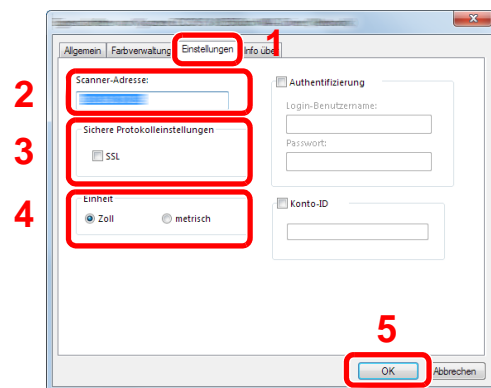 1
Allgemein Farbverwaltung Einstellungen Info über
2
Scanner-Adresse:
Authentifizierung
Login-Benutzername:
3
Sichere Protokolleinstellungen
SSL
Passwort:
4
Einheit
Zoll metrisch
Konto-ID
5
OK Abbrechen